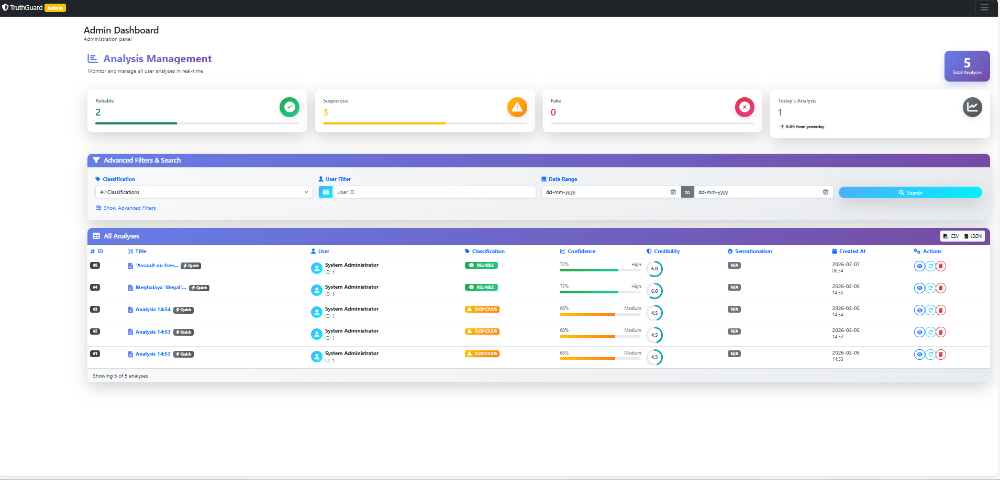 TruthGuard Admin
Admin Dashboard
Administration panel
Analysis Management
Monitor and manage all user analyses in real-time
5
Total Analyses
Reliable
2
Suspicious
3
Fake
0
Today's Analysis
1
0.0% from yesterday
Advanced Filters & Search
Classification
All Classifications
User Filter
User ID
Date Range
dd-mm-yyyy to dd-mm-yyyy
Search
Show Advanced Filters
All Analyses
CSV JSON
# ID Title User Classification Confidence Credibility Sensationalism Created At Actions
#5 'Assault on free... Quick System Administrator RELIABLE 72% High 6.0 N/A 2026-02-07
ID: 1 06:34
#4 Meghalaya 'illegal'... Quick System Administrator RELIABLE 72% High 6.0 N/A 2026-02-05
ID: 1 14:56
#3 Analysis 14:54 Quick System Administrator SUSPICIOUS 68% Medium 4.5 N/A 2026-02-05
ID: 1 14:54
#2 Analysis 14:53 Quick System Administrator SUSPICIOUS 68% Medium 4.5 N/A 2026-02-05
ID: 1 14:53
#1 Analysis 14:53 Quick System Administrator SUSPICIOUS 68% Medium 4.5 N/A 2026-02-05
ID: 1 14:53
Showing 5 of 5 analyses